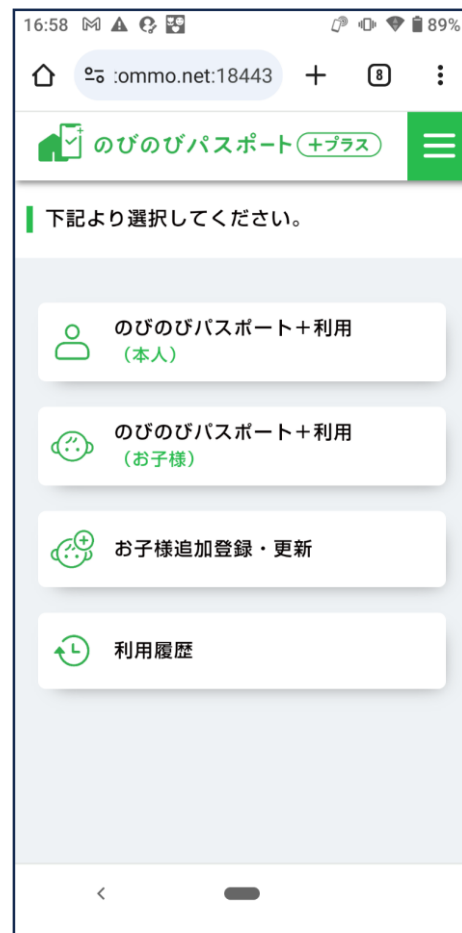 16:58
89%
:ommo.net:18443
8
のびのびパスポート +プラス
下記より選択してください。
のびのびパスポート+利用
(本人)
のびのびパスポート+利用
(お子様)
お子様追加登録・更新
利用履歴